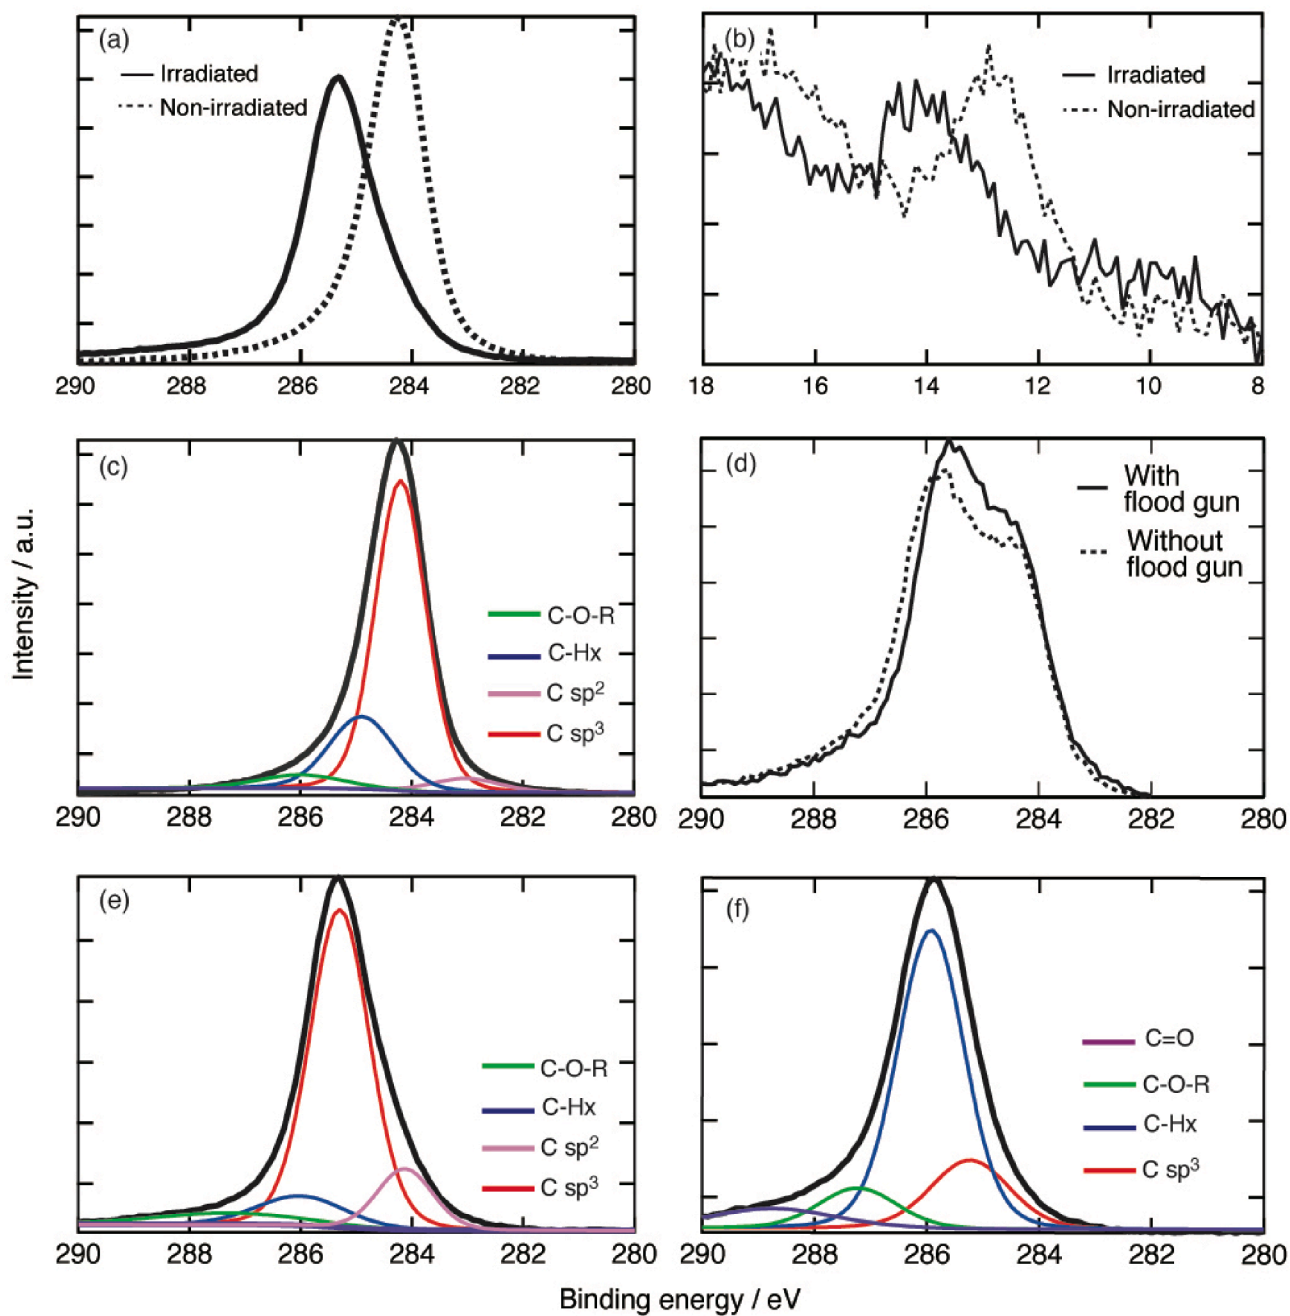 (a)
Irradiated
Non-irradiated
290 288 286 284 282 280
(b)
Irradiated
Non-irradiated
18 16 14 12 10 8
Intensity / a.u.
(c)
C-O-R
C-Hx
C sp²
C sp³
290 288 286 284 282 280
(d)
With
flood gun
Without
flood gun
290 288 286 284 282 280
(e)
C-O-R
C-Hx
C sp²
C sp³
290 288 286 284 282 280
(f)
C=O
C-O-R
C-Hx
C sp³
290 288 286 284 282 280
Binding energy / eV